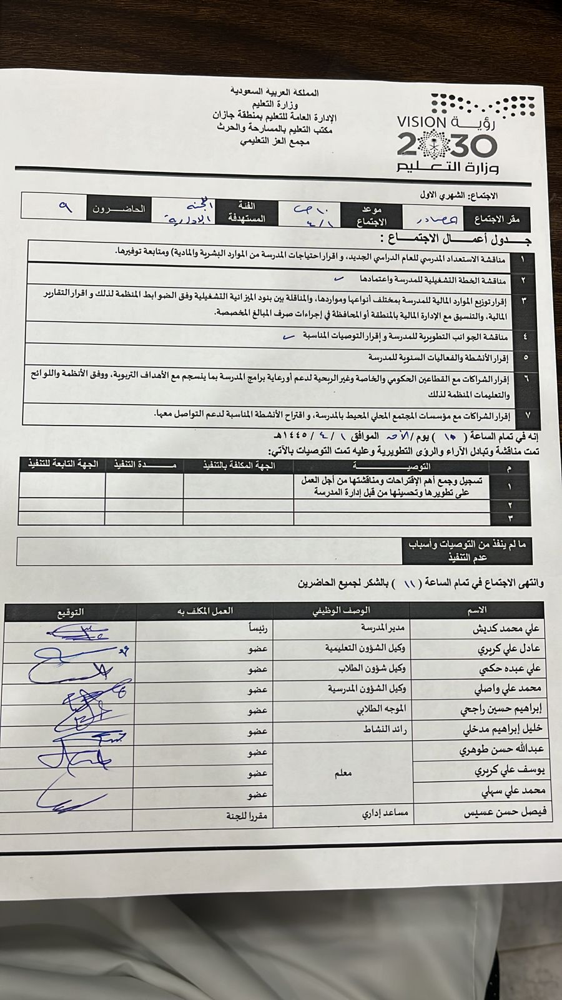 المملكة العربية السعودية
وزارة التعليم
الإدارة العامة للتعليم بمنطقة جازان
مكتب التعليم بالمسارحة والحرث
مجمع العز التعليمي
VISION رؤيـة
2030
وزارة التعـليم
الاجتماع: الشهري الاول
مقر الاجتماع المصادر موعد الاجتماع ١٠ ص ٤/١ الفئة المستهدفة اللجنه الادارية الحاضـرون ٩
جـدول أعمـال الاجتمـاع :
١ مناقشة الاستعداد المدرسي للعام الدراسي الجديد، و اقرار احتياجات المدرسة من الموارد البشرية والمادية) ومتابعة توفيرها.
٢ مناقشة الخطة التشغيلية للمدرسة واعتمادها ✓
٣ إقرار توزيع الموارد المالية للمدرسة بمختلف أنواعها ومواردها، والمناقلة بين بنود الميزانية التشغيلية وفق الضوابط المنظمة لذلك و اقرار التقارير
المالية، والتنسيق مع الإدارة المالية بالمنطقة أو المحافظة في إجراءات صرف المبالغ المخصصة.
٤ مناقشة الجوانب التطويرية للمدرسة و إقرار التوصيات المناسبة ✓
٥ إقرار الأنشطة والفعاليات السنوية للمدرسة
٦ إقرار الشراكات مع القطاعين الحكومي والخاصة وغير الربحية لدعم أو رعاية برامج المدرسة بما ينسجم مع الأهداف التربوية، ووفق الأنظمة واللوائح
والتعليمات المنظمة لذلك
٧ إقرار الشراكات مع مؤسسات المجتمع المحلي المحيط بالمدرسة، و اقتراح الأنشطة المناسبة لدعم التواصل معها.
إنه في تمام الساعة ( ١٠ ) يوم / الأحد الموافق ١ / ٤ / ١٤٤٥هـ
تمت مناقشة وتبادل الآراء والرؤى التطويرية وعليه تمت التوصيات بالآتي:
م التوصيـــة الجهة المكلفة بالتنفيذ مـــدة التنفيذ الجهة التابعة للتنفيذ
١ تسجيل وجمع أهم الإقتراحات ومناقشتها من أجل العمل
على تطويرها وتحسينها من قبل إدارة المدرسة
٢
٣
ما لم ينفذ من التوصيات وأسباب
عدم التنفيذ
وانتهى الاجتماع في تمام الساعة ( ١١ ) بالشكر لجميع الحاضرين
الاسم الوصف الوظيفي العمل المكلف به التوقيع
علي محمد كديش مدير المدرسة رئيساً
عادل علي كريري وكيل الشؤون التعليمية عضو
علي عبده حكمي وكيل شؤون الطلاب عضو
محمد علي واصلي وكيل الشؤون المدرسية عضو
إبراهيم حسين راجحي الموجه الطلابي عضو
خليل إبراهيم مدخلي رائد النشاط عضو
عبدالله حسن طوهري عضو
يوسف علي كريري معلم عضو
محمد علي سهلي عضو
فيصل حسن عسيس مساعد إداري مقررا للجنة